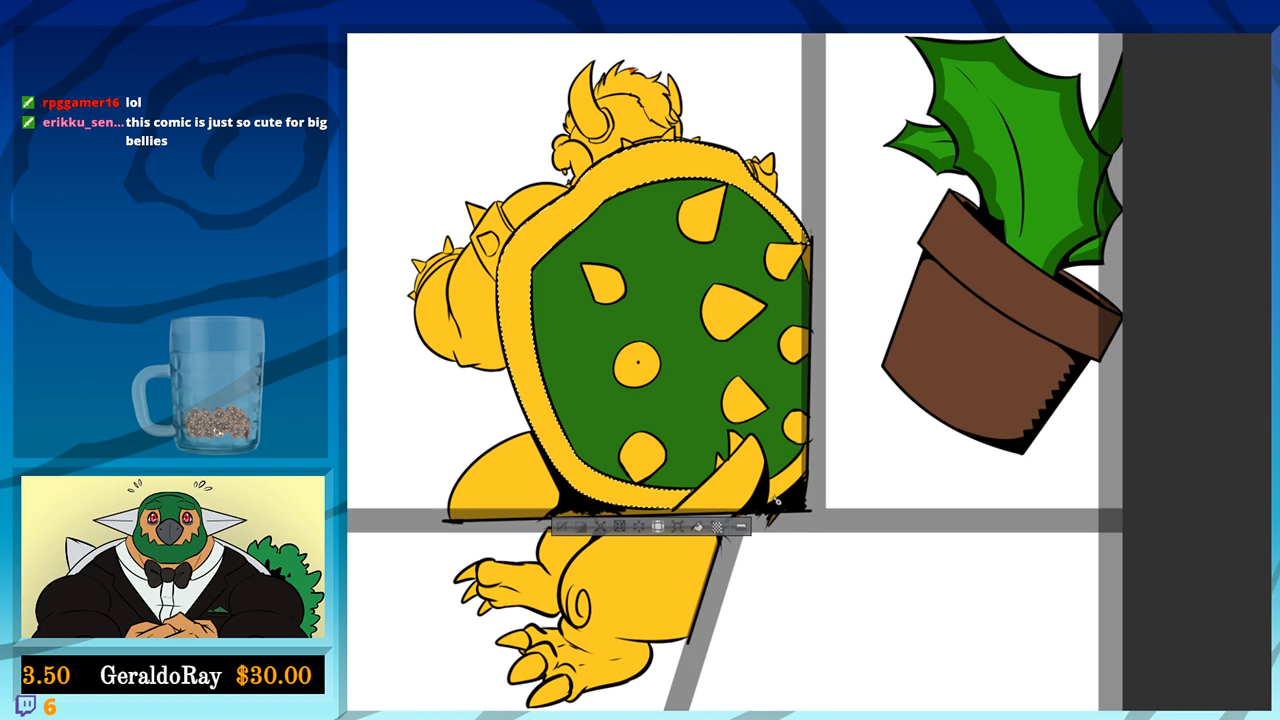 rpggamer16 lol
erikku_sen... this comic is just so cute for big
bellies
3.50 GeraldoRay $30.00
6